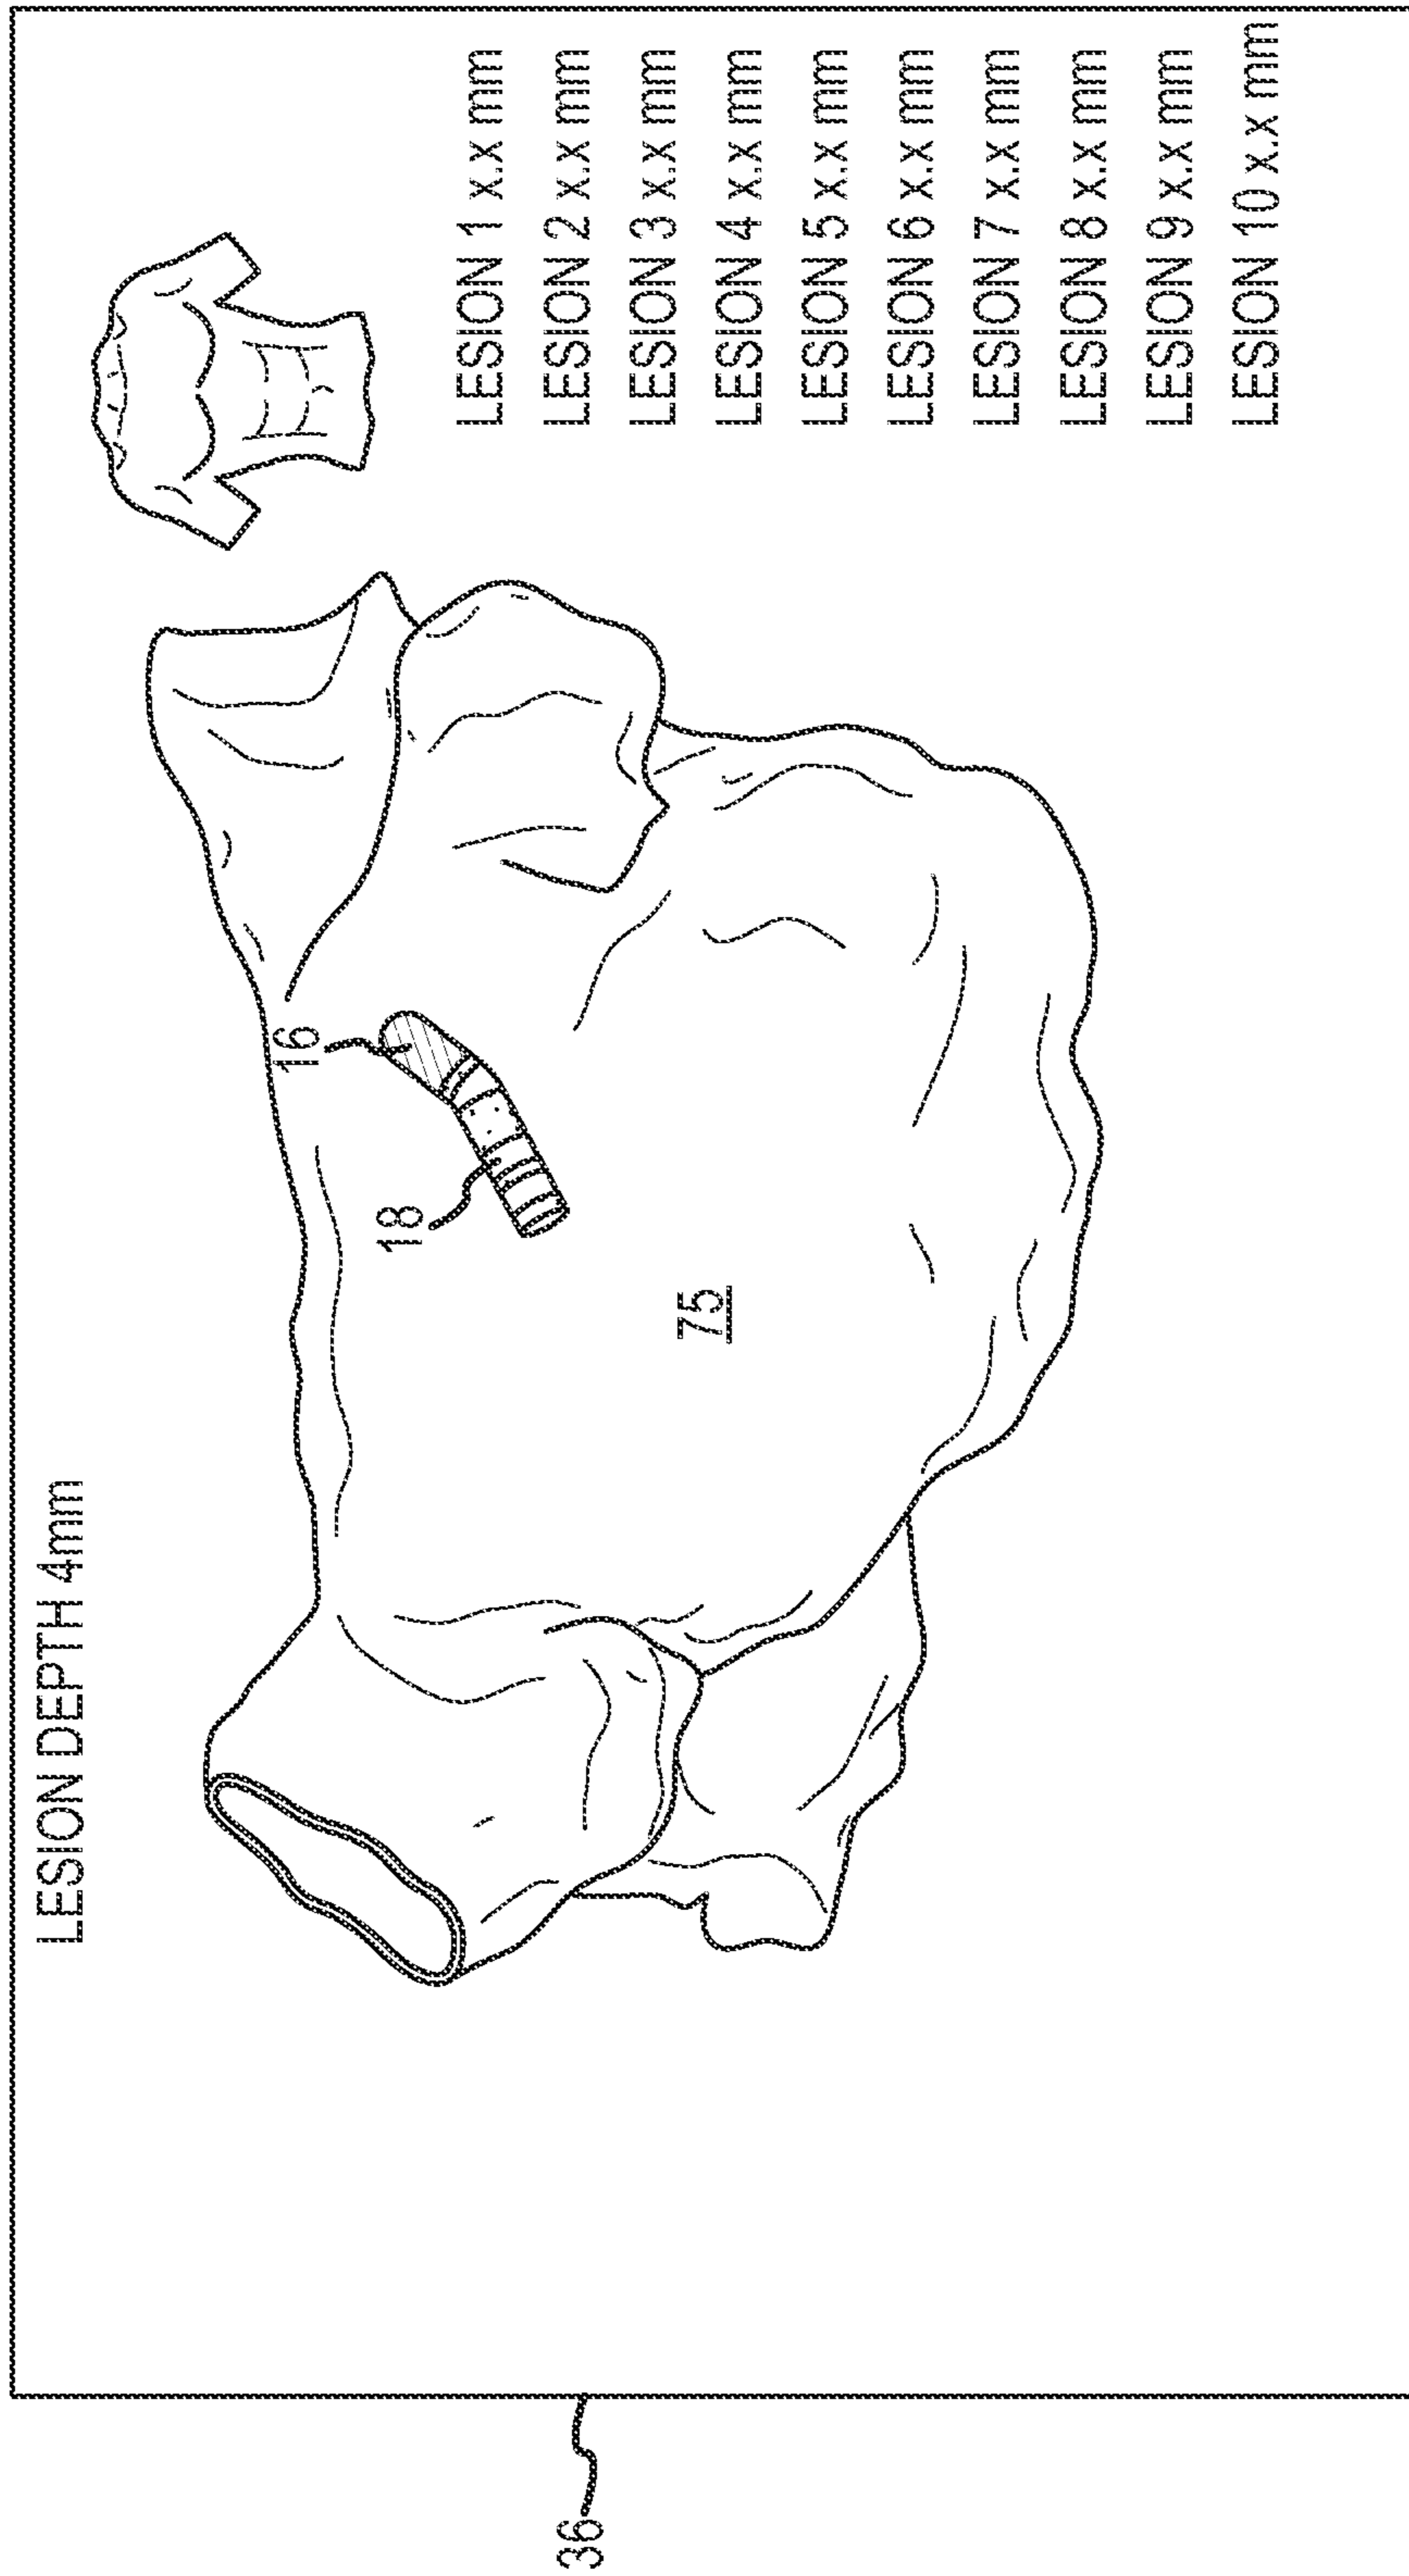 LESION DEPTH 4mm
16
18
75
36
LESION 1 x.x mm
LESION 2 x.x mm
LESION 3 x.x mm
LESION 4 x.x mm
LESION 5 x.x mm
LESION 6 x.x mm
LESION 7 x.x mm
LESION 8 x.x mm
LESION 9 x.x mm
LESION 10 x.x mm